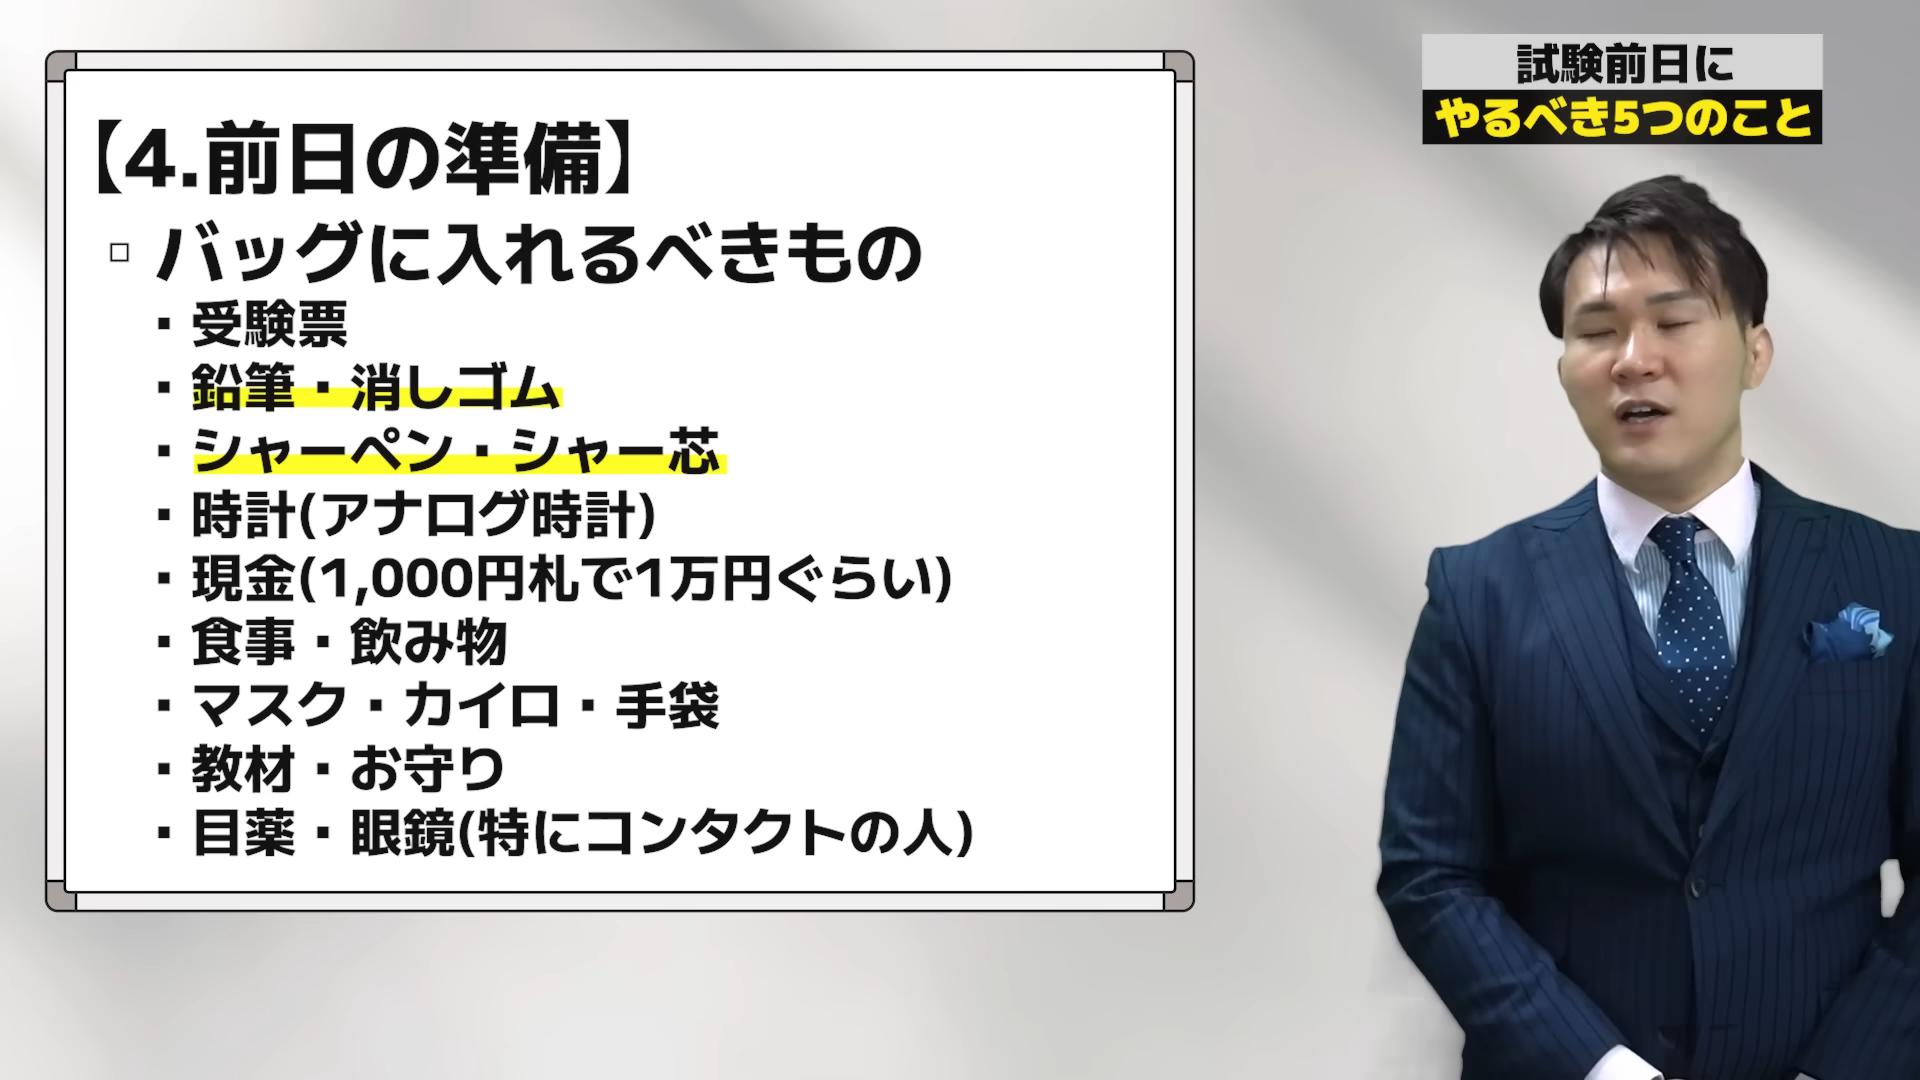 【4.前日の準備】
▫ バッグに入れるべきもの
▪ 受験票
▪ 鉛筆・消しゴム
▪ シャーペン・シャー芯
▪ 時計(アナログ時計)
▪ 現金(1,000円札で1万円ぐらい)
▪ 食事・飲み物
▪ マスク・カイロ・手袋
▪ 教材・お守り
▪ 目薬・眼鏡(特にコンタクトの人)
試験前日に
やるべき5つのこと